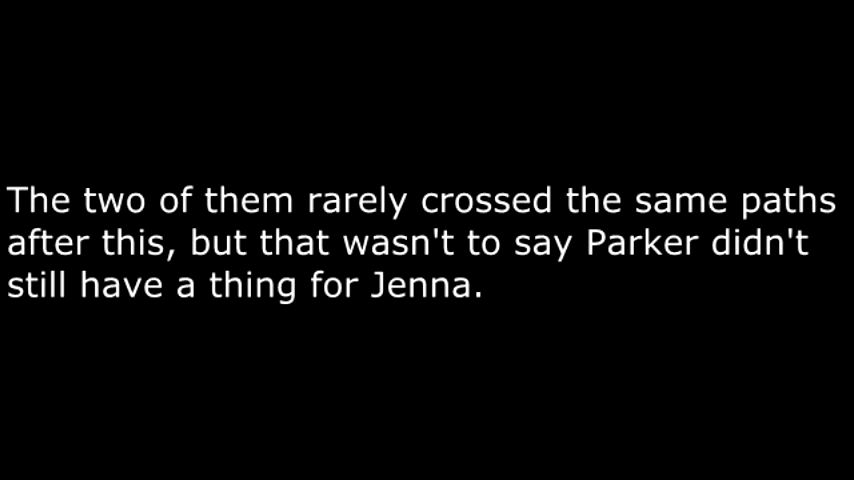 The two of them rarely crossed the same paths
after this, but that wasn't to say Parker didn't
still have a thing for Jenna.